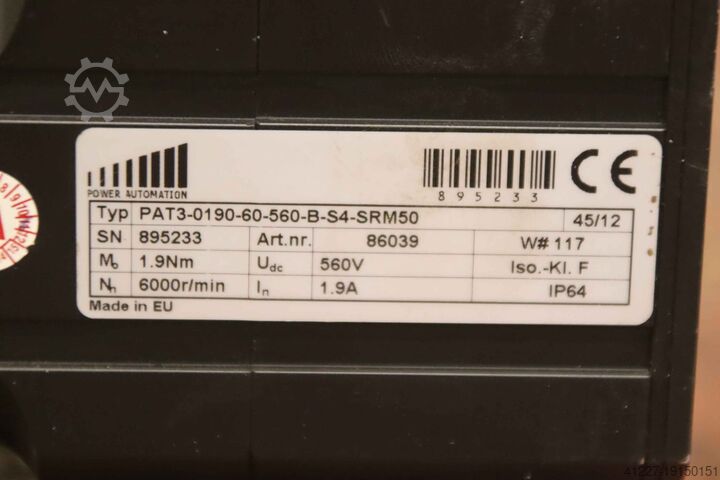 POWER AUTOMATION
895233
Typ PAT3-0190-60-560-B-S4-SRM50 45/12
SN 895233 Art.nr. 86039 W# 117
M₀ 1.9Nm Udc 560V Iso.-Kl. F
Nn 6000r/min In 1.9A IP64
Made in EU
CE
41227-19150151